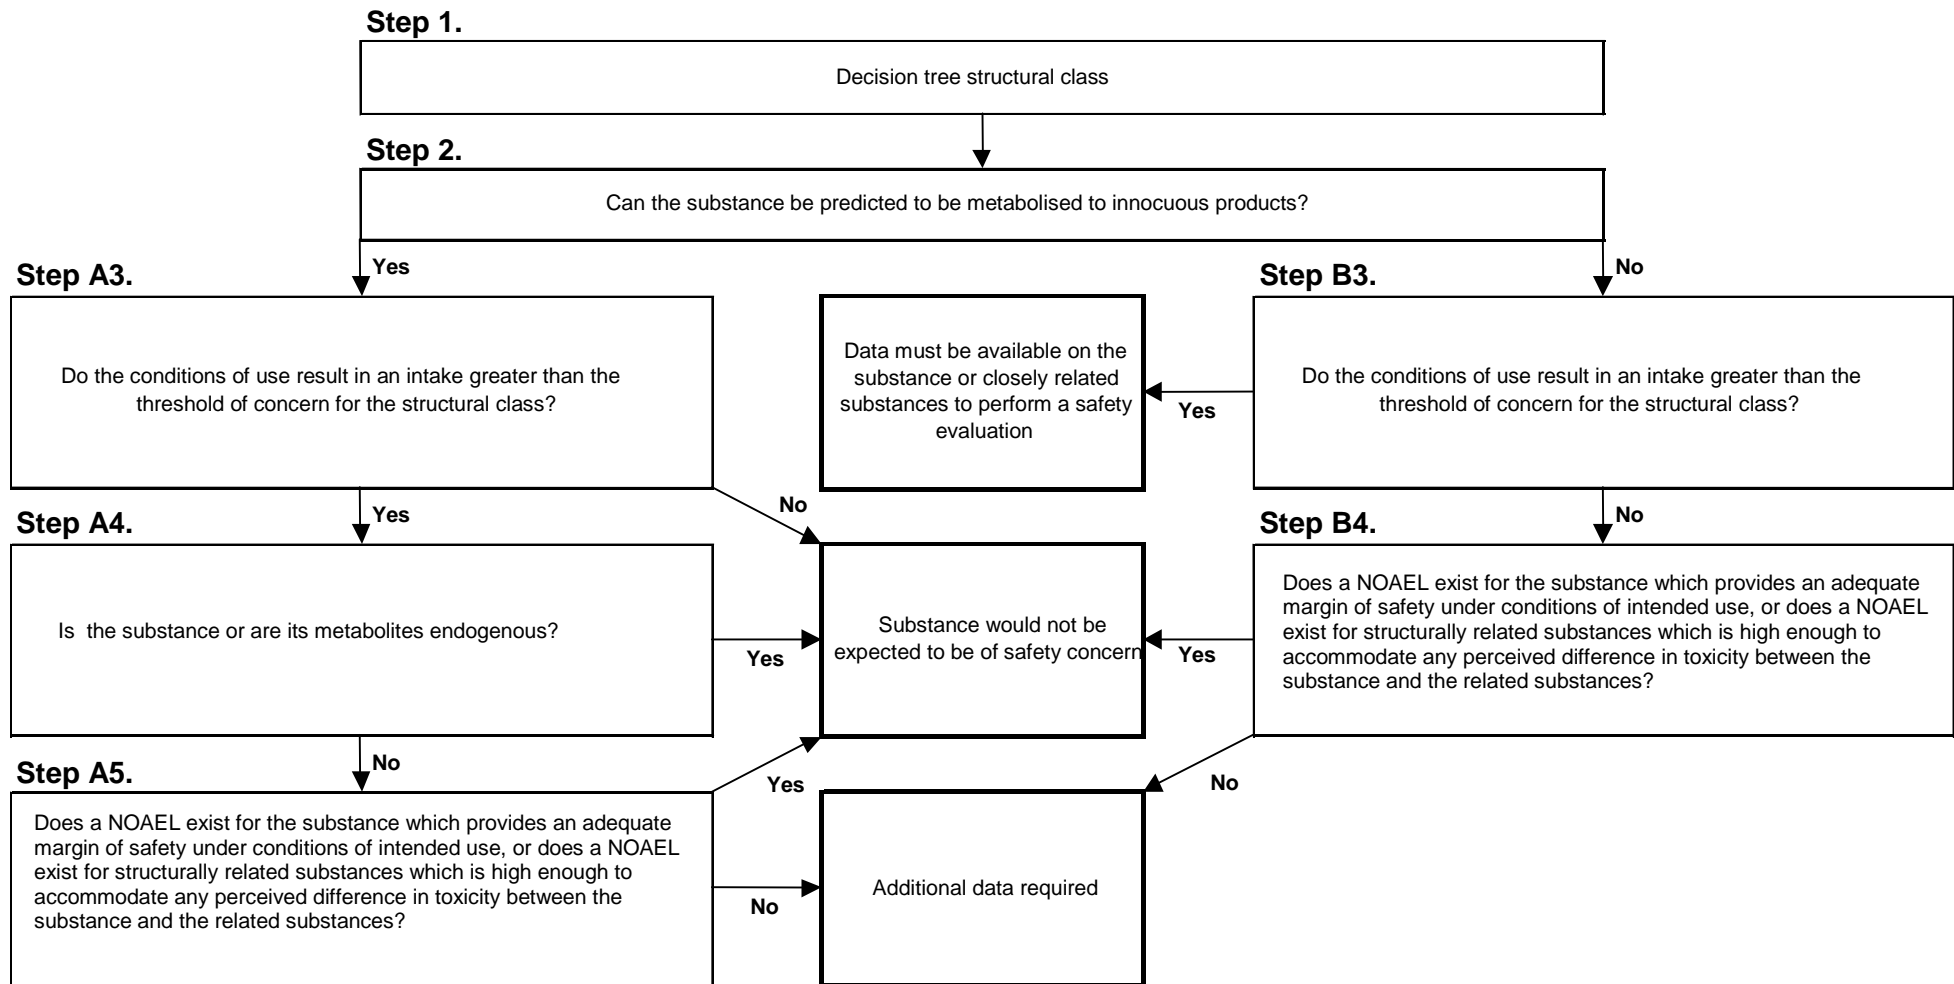 Step 1.
Decision tree structural class
Step 2.
Can the substance be predicted to be metabolised to innocuous products?
Yes
No
Step A3.
Do the conditions of use result in an intake greater than the
threshold of concern for the structural class?
Data must be available on the
substance or closely related
substances to perform a safety
evaluation
Yes
Step B3.
Do the conditions of use result in an intake greater than the
threshold of concern for the structural class?
Yes
No
No
Step A4.
Is  the substance or are its metabolites endogenous?
Yes
Substance would not be
expected to be of safety concern
Yes
Step B4.
Does a NOAEL exist for the substance which provides an adequate
margin of safety under conditions of intended use, or does a NOAEL
exist for structurally related substances which is high enough to
accommodate any perceived difference in toxicity between the
substance and the related substances?
No
Yes
No
Step A5.
Does a NOAEL exist for the substance which provides an adequate
margin of safety under conditions of intended use, or does a NOAEL
exist for structurally related substances which is high enough to
accommodate any perceived difference in toxicity between the
substance and the related substances?
No
Additional data required